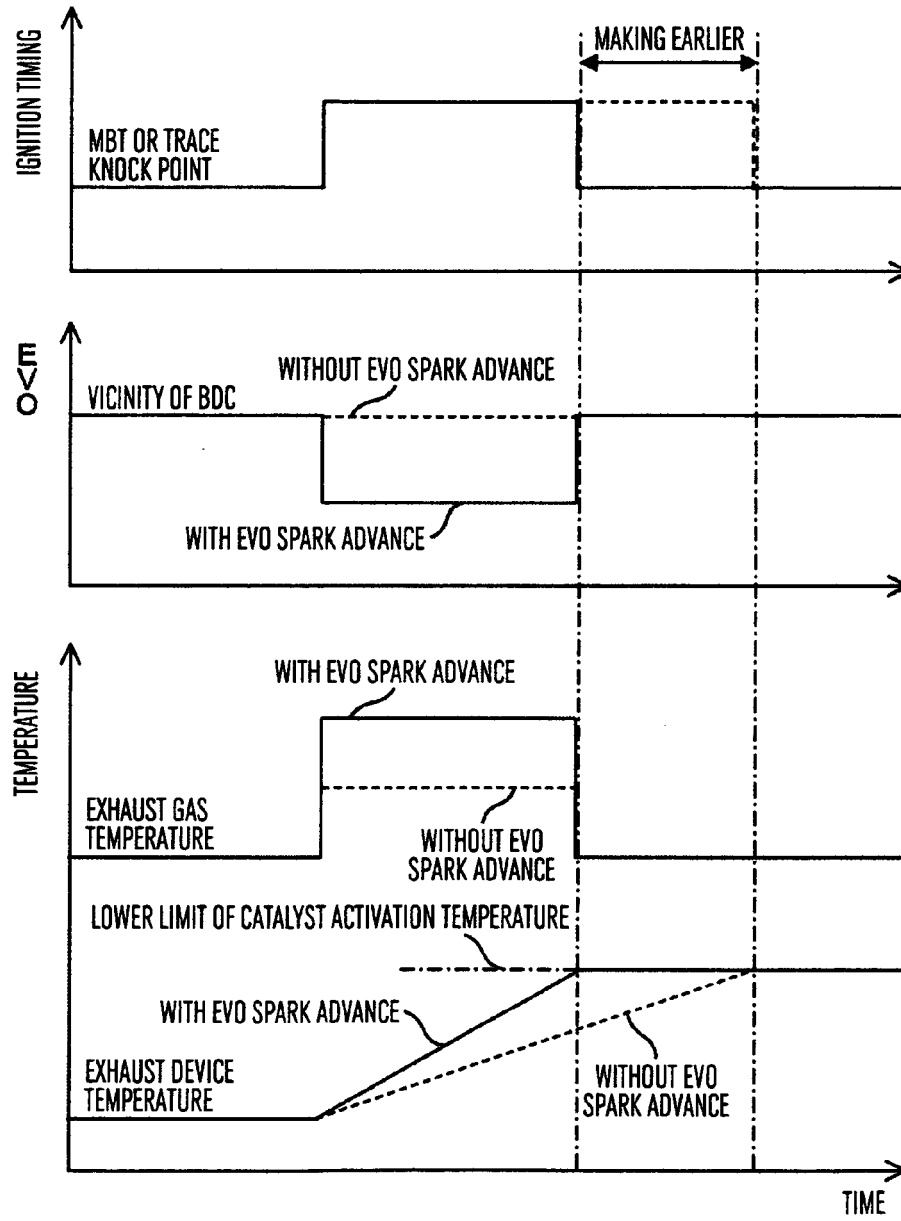 MAKING EARLIER
IGNITION TIMING
MBT OR TRACE
KNOCK POINT
EVO
WITHOUT EVO SPARK ADVANCE
VICINITY OF BDC
WITH EVO SPARK ADVANCE
TEMPERATURE
WITH EVO SPARK ADVANCE
EXHAUST GAS
TEMPERATURE
WITHOUT EVO
SPARK ADVANCE
LOWER LIMIT OF CATALYST ACTIVATION TEMPERATURE
WITH EVO SPARK ADVANCE
EXHAUST DEVICE
TEMPERATURE
WITHOUT EVO
SPARK ADVANCE
TIME